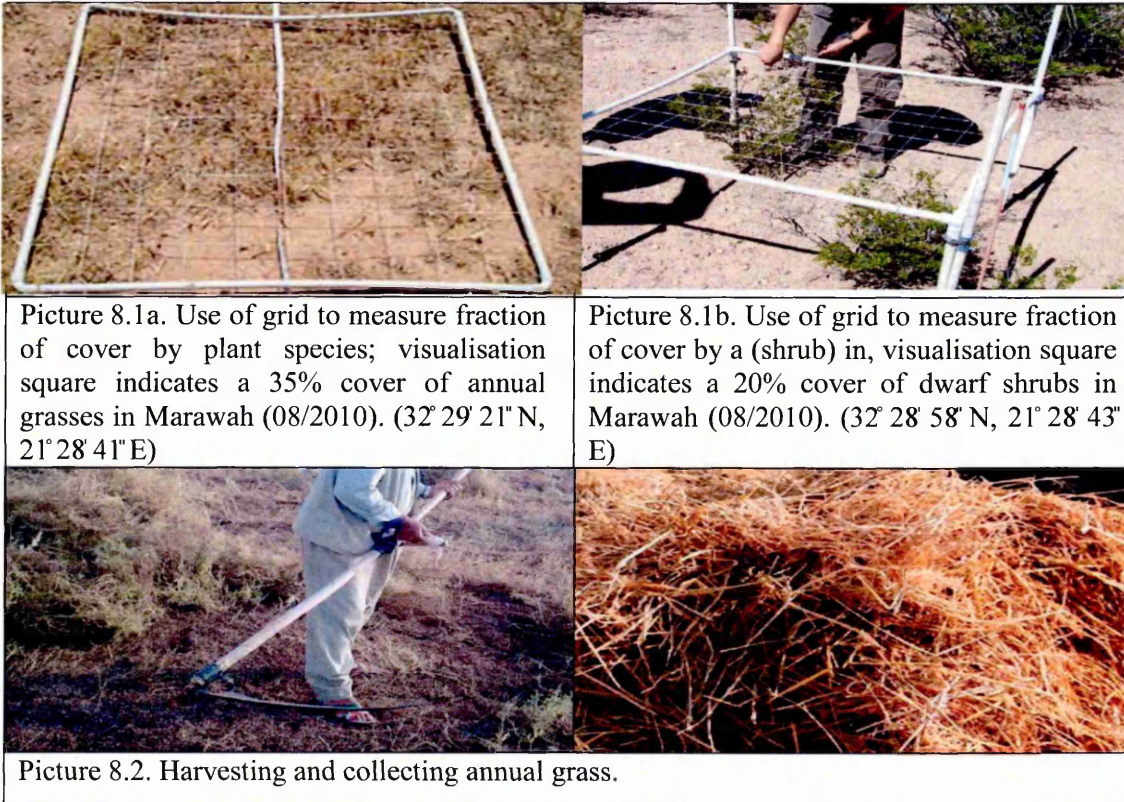 Picture 8.1a. Use of grid to measure fraction
of cover by plant species; visualisation
square indicates a 35% cover of annual
grasses in Marawah (08/2010). (32° 29' 21" N,
21° 28' 41" E)
Picture 8.1b. Use of grid to measure fraction
of cover by a (shrub) in, visualisation square
indicates a 20% cover of dwarf shrubs in
Marawah (08/2010). (32° 28' 58' N, 21° 28' 43"
E)
Picture 8.2. Harvesting and collecting annual grass.